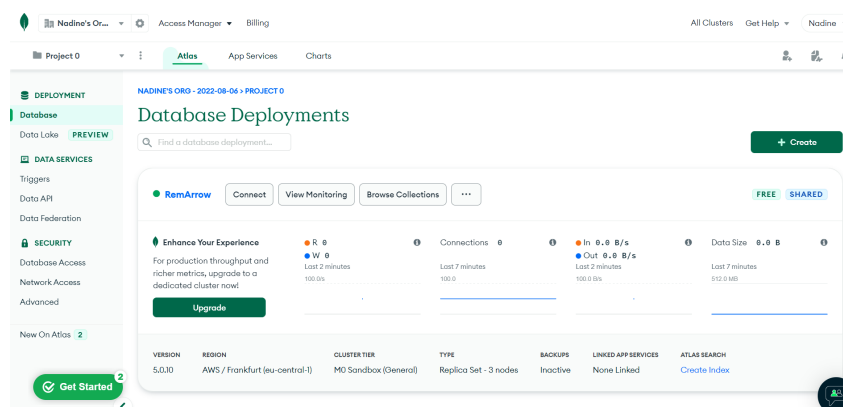 Nadine's Or... Access Manager Billing All Clusters Get Help Nadine
Project 0 Atlas App Services Charts
DEPLOYMENT
Database
Data Lake PREVIEW
DATA SERVICES
Triggers
Data API
Data Federation
SECURITY
Database Access
Network Access
Advanced
New On Atlas 2
Get Started 2
NADINE'S ORG - 2022-08-06 > PROJECT 0
Database Deployments
Find a database deployment...
+ Create
RemArrow Connect View Monitoring Browse Collections ... FREE SHARED
Enhance Your Experience
For production throughput and
richer metrics, upgrade to a
dedicated cluster now!
Upgrade
R 0
W 0
Last 2 minutes
100.0/s
Connections 0
Last 7 minutes
100.0
In 0.0 B/s
Out 0.0 B/s
Last 2 minutes
100.0 B/s
Data Size 0.0 B
Last 7 minutes
512.0 MB
VERSION REGION CLUSTER TIER TYPE BACKUPS LINKED APP SERVICES ATLAS SEARCH
5.0.10 AWS / Frankfurt (eu-central-1) M0 Sandbox (General) Replica Set - 3 nodes Inactive None Linked Create Index